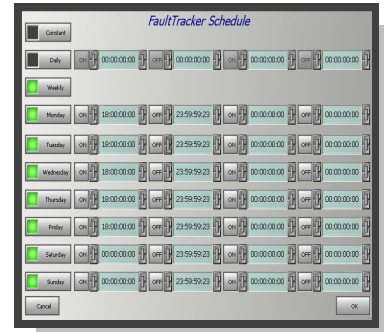 FaultTracker Schedule
Constant
Daily ON 00:00:00:00 OFF 00:00:00:00 ON 00:00:00:00 OFF 00:00:00:00
Weekly
Monday ON 18:00:00:00 OFF 23:59:59:23 ON 00:00:00:00 OFF 00:00:00:00
Tuesday ON 18:00:00:00 OFF 23:59:59:23 ON 00:00:00:00 OFF 00:00:00:00
Wednesday ON 18:00:00:00 OFF 23:59:59:23 ON 00:00:00:00 OFF 00:00:00:00
Thursday ON 18:00:00:00 OFF 23:59:59:23 ON 00:00:00:00 OFF 00:00:00:00
Friday ON 18:00:00:00 OFF 23:59:59:23 ON 00:00:00:00 OFF 00:00:00:00
Saturday ON 00:00:00:00 OFF 23:59:59:23 ON 00:00:00:00 OFF 00:00:00:00
Sunday ON 00:00:00:00 OFF 23:59:59:23 ON 00:00:00:00 OFF 00:00:00:00
Cancel OK